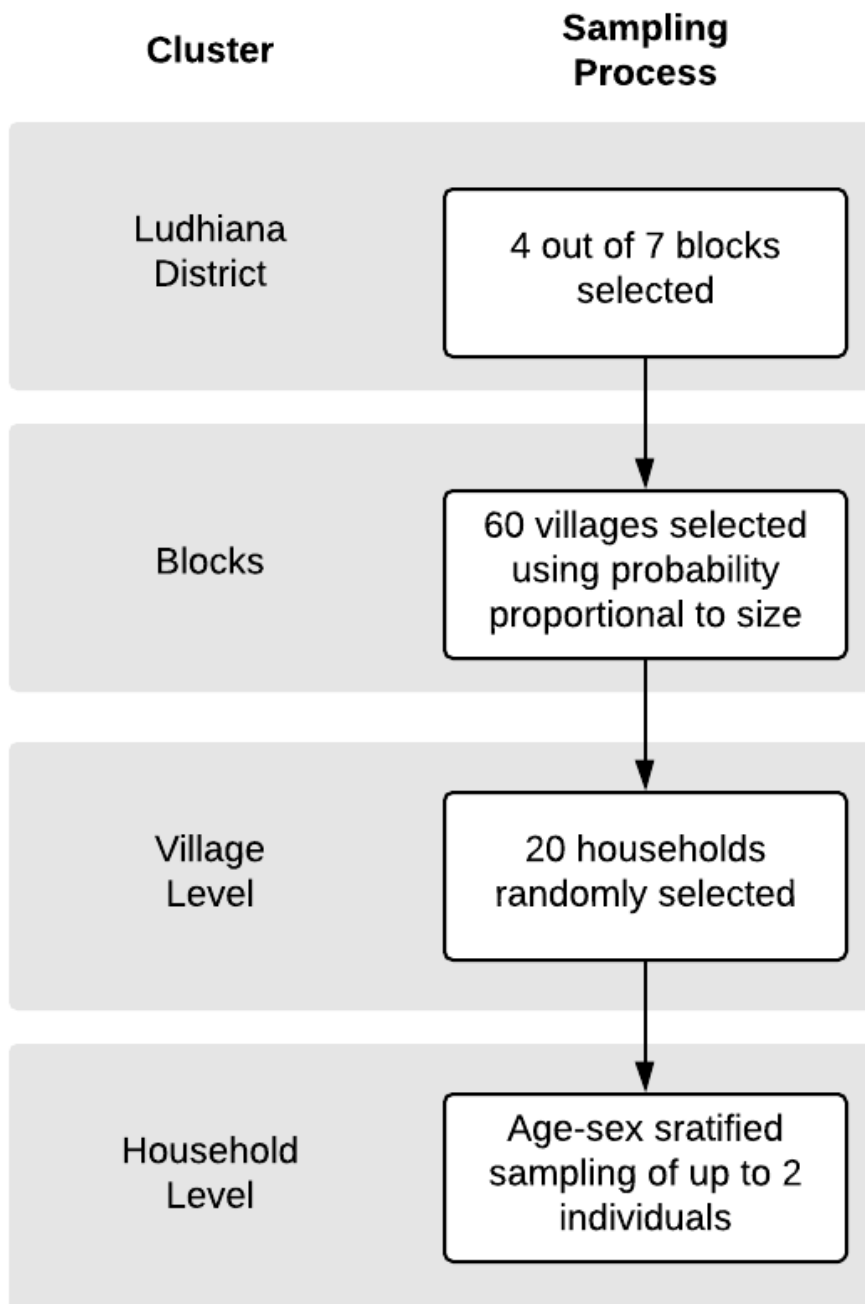 Cluster
Sampling
Process
Ludhiana
District
4 out of 7 blocks
selected
Blocks
60 villages selected
using probability
proportional to size
Village
Level
20 households
randomly selected
Household
Level
Age-sex sratified
sampling of up to 2
individuals